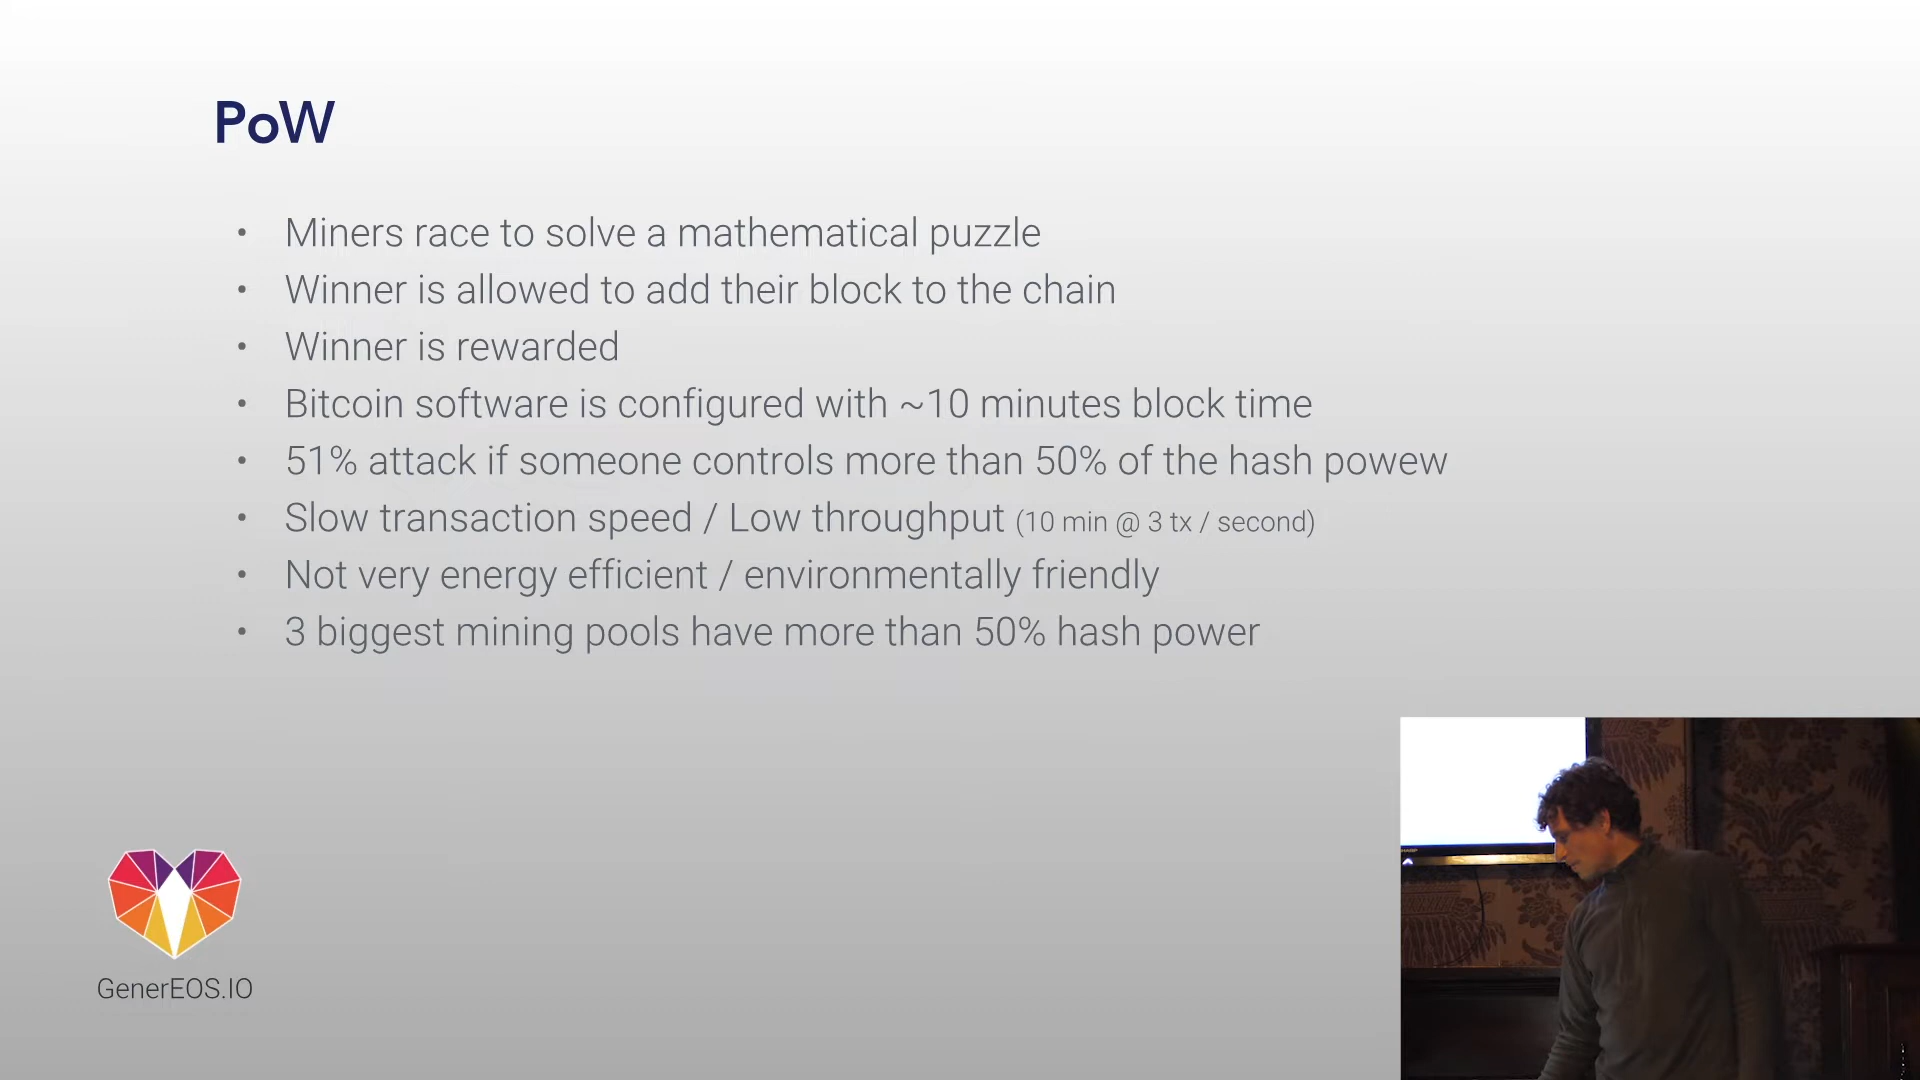 PoW
• Miners race to solve a mathematical puzzle
• Winner is allowed to add their block to the chain
• Winner is rewarded
• Bitcoin software is configured with ~10 minutes block time
• 51% attack if someone controls more than 50% of the hash powew
• Slow transaction speed / Low throughput (10 min @ 3 tx / second)
• Not very energy efficient / environmentally friendly
• 3 biggest mining pools have more than 50% hash power
SHARP
GenerEOS.IO